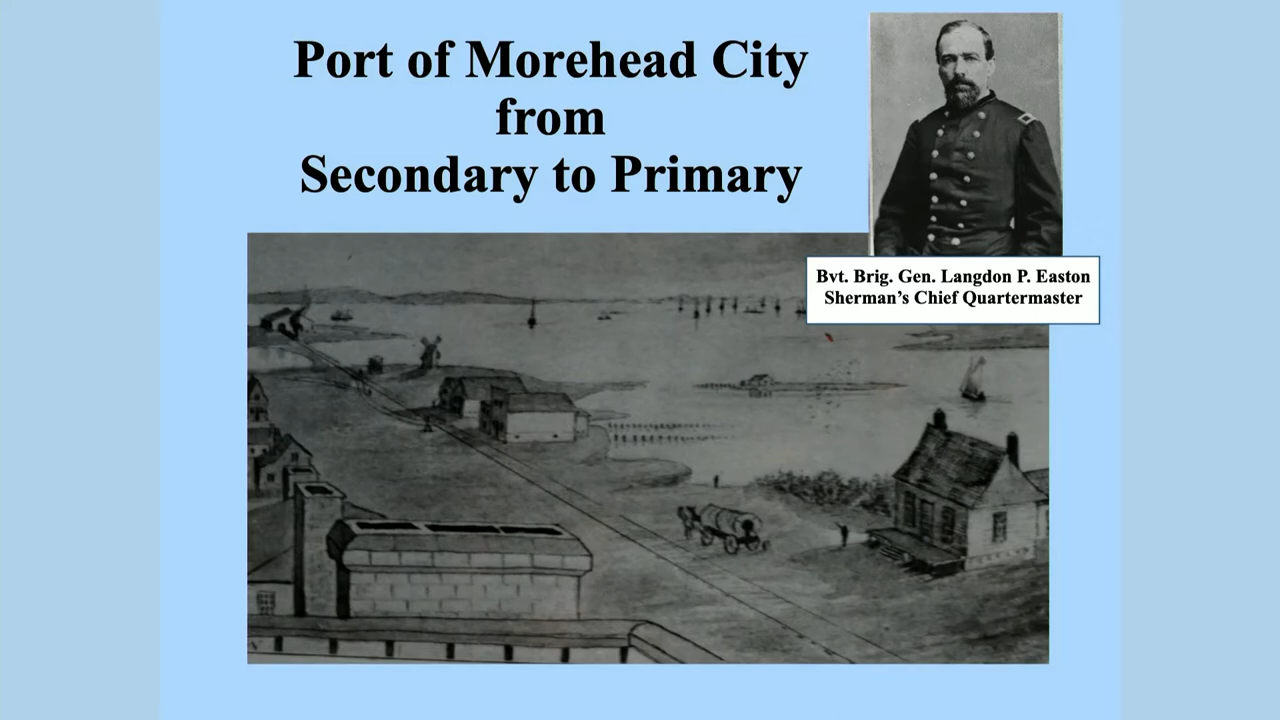 Port of Morehead City
from
Secondary to Primary
Bvt. Brig. Gen. Langdon P. Easton
Sherman’s Chief Quartermaster